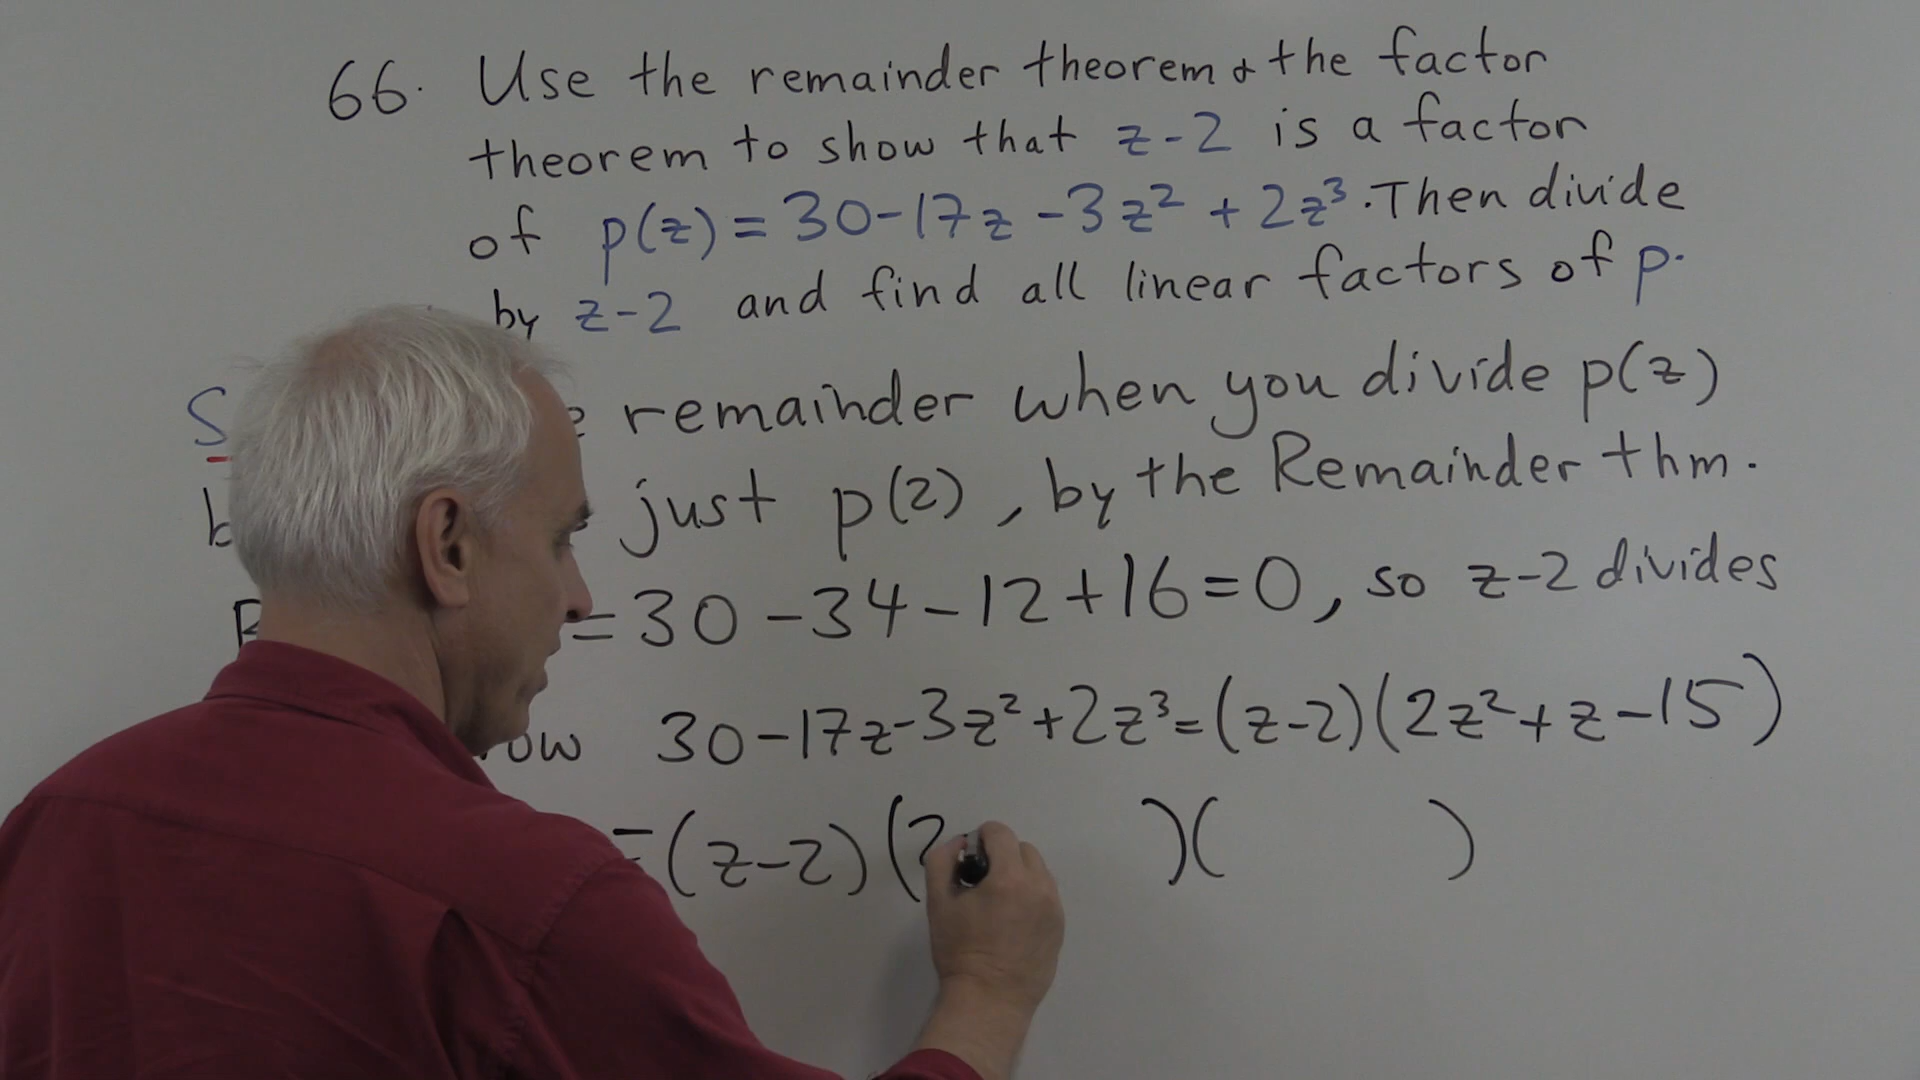 66. Use the remainder theorem & the factor
theorem to show that z-2 is a factor
of p(z) = 30-17z-3z²+2z³. Then divide
by z-2 and find all linear factors of p.
remainder when you divide p(z)
just p(2), by the Remainder thm.
=30-34-12+16=0, so z-2 divides
30-17z-3z²+2z³=(z-2)(2z²+z-15)
=(z-2)(2 )( )